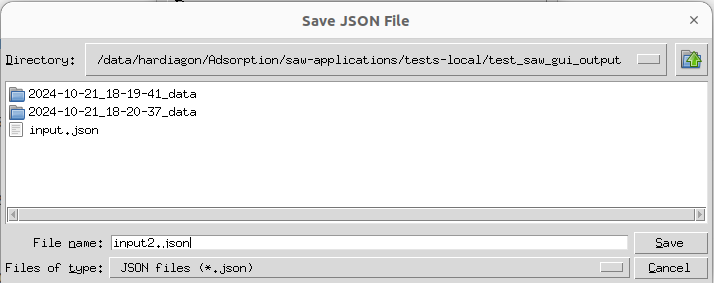 Save JSON File
Directory: /data/hardiagon/Adsorption/saw-applications/tests-local/test_saw_gui_output
2024-10-21_18-19-41_data
2024-10-21_18-20-37_data
input.json
File name: input2..json
Save
Files of type: JSON files (*.json)
Cancel